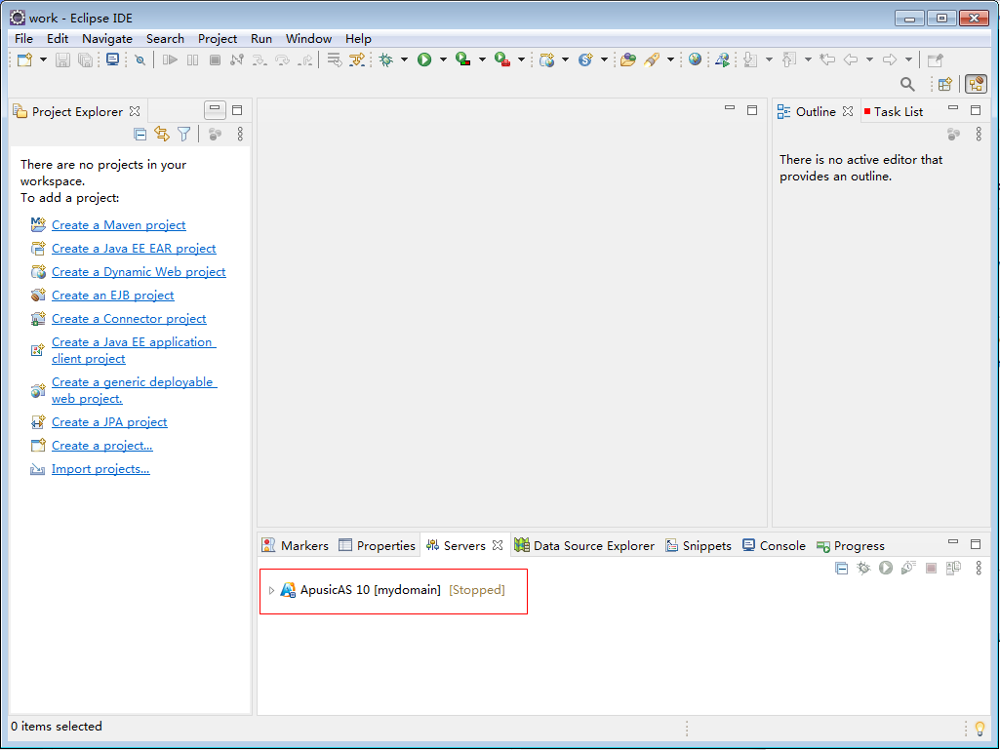 work - Eclipse IDE
File Edit Navigate Search Project Run Window Help
Project Explorer
There are no projects in your
workspace.
To add a project:
Create a Maven project
Create a Java EE EAR project
Create a Dynamic Web project
Create an EJB project
Create a Connector project
Create a Java EE application
client project
Create a generic deployable
web project.
Create a JPA project
Create a project...
Import projects...
Outline Task List
There is no active editor that
provides an outline.
Markers Properties Servers Data Source Explorer Snippets Console Progress
ApusicAS 10 [mydomain] [Stopped]
0 items selected